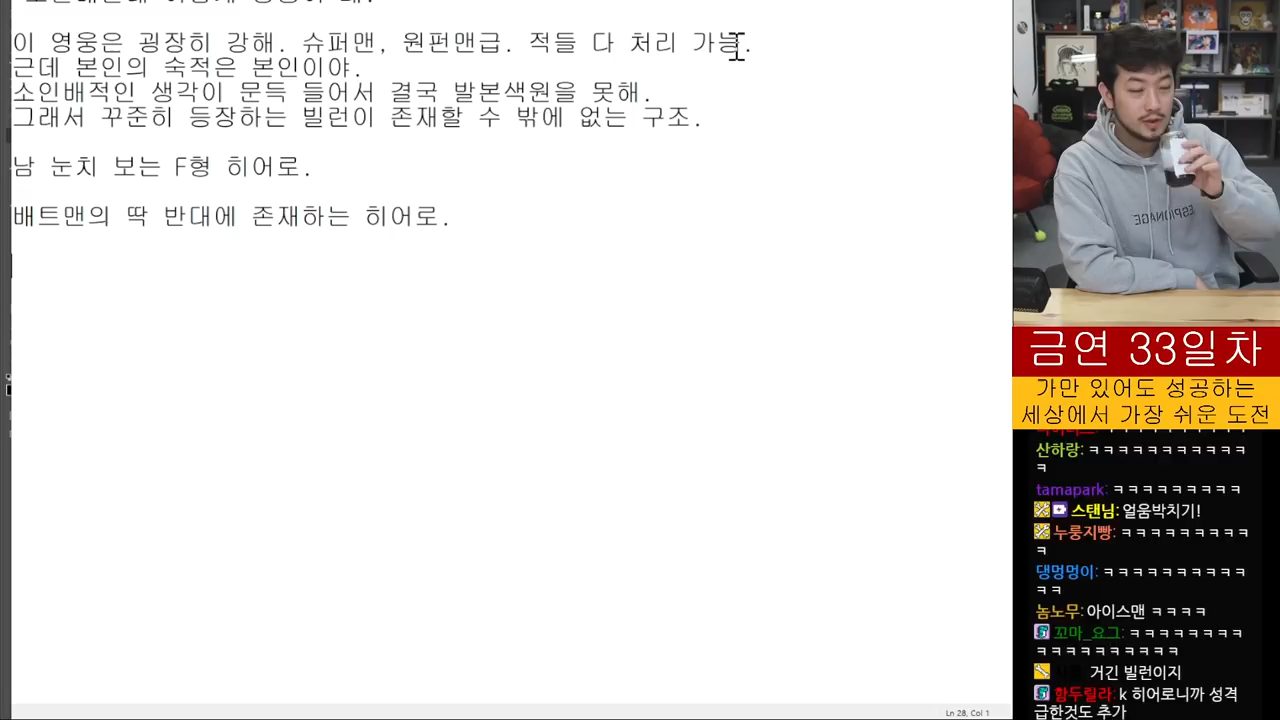 이 영웅은 굉장히 강해. 슈퍼맨, 원펀맨급. 적들 다 처리 가능.
근데 본인의 숙적은 본인이야.
소인배적인 생각이 문득 들어서 결국 발본색원을 못해.
그래서 꾸준히 등장하는 빌런이 존재할 수 밖에 없는 구조.
남 눈치 보는 F형 히어로.
배트맨의 딱 반대에 존재하는 히어로.
Ln 28, Col 1
ESPIONAGE
금연 33일차
가만 있어도 성공하는
세상에서 가장 쉬운 도전
산하랑: ㅋㅋㅋㅋㅋㅋㅋㅋㅋㅋㅋ
ㅋ
tamapark: ㅋㅋㅋㅋㅋㅋㅋㅋㅋ
스탠님: 얼음박치기!
누룽지빵: ㅋㅋㅋㅋㅋㅋㅋㅋㅋ
ㅋ
댕멍멍이: ㅋㅋㅋㅋㅋㅋㅋㅋㅋㅋ
ㅋㅋ
놈노무: 아이스맨 ㅋㅋㅋㅋ
꼬마_요그: ㅋㅋㅋㅋㅋㅋㅋㅋ
ㅋㅋㅋㅋㅋㅋㅋㅋㅋㅋ
거긴 빌런이지
함두릴라: k 히어로니까 성격
급한것도 추가